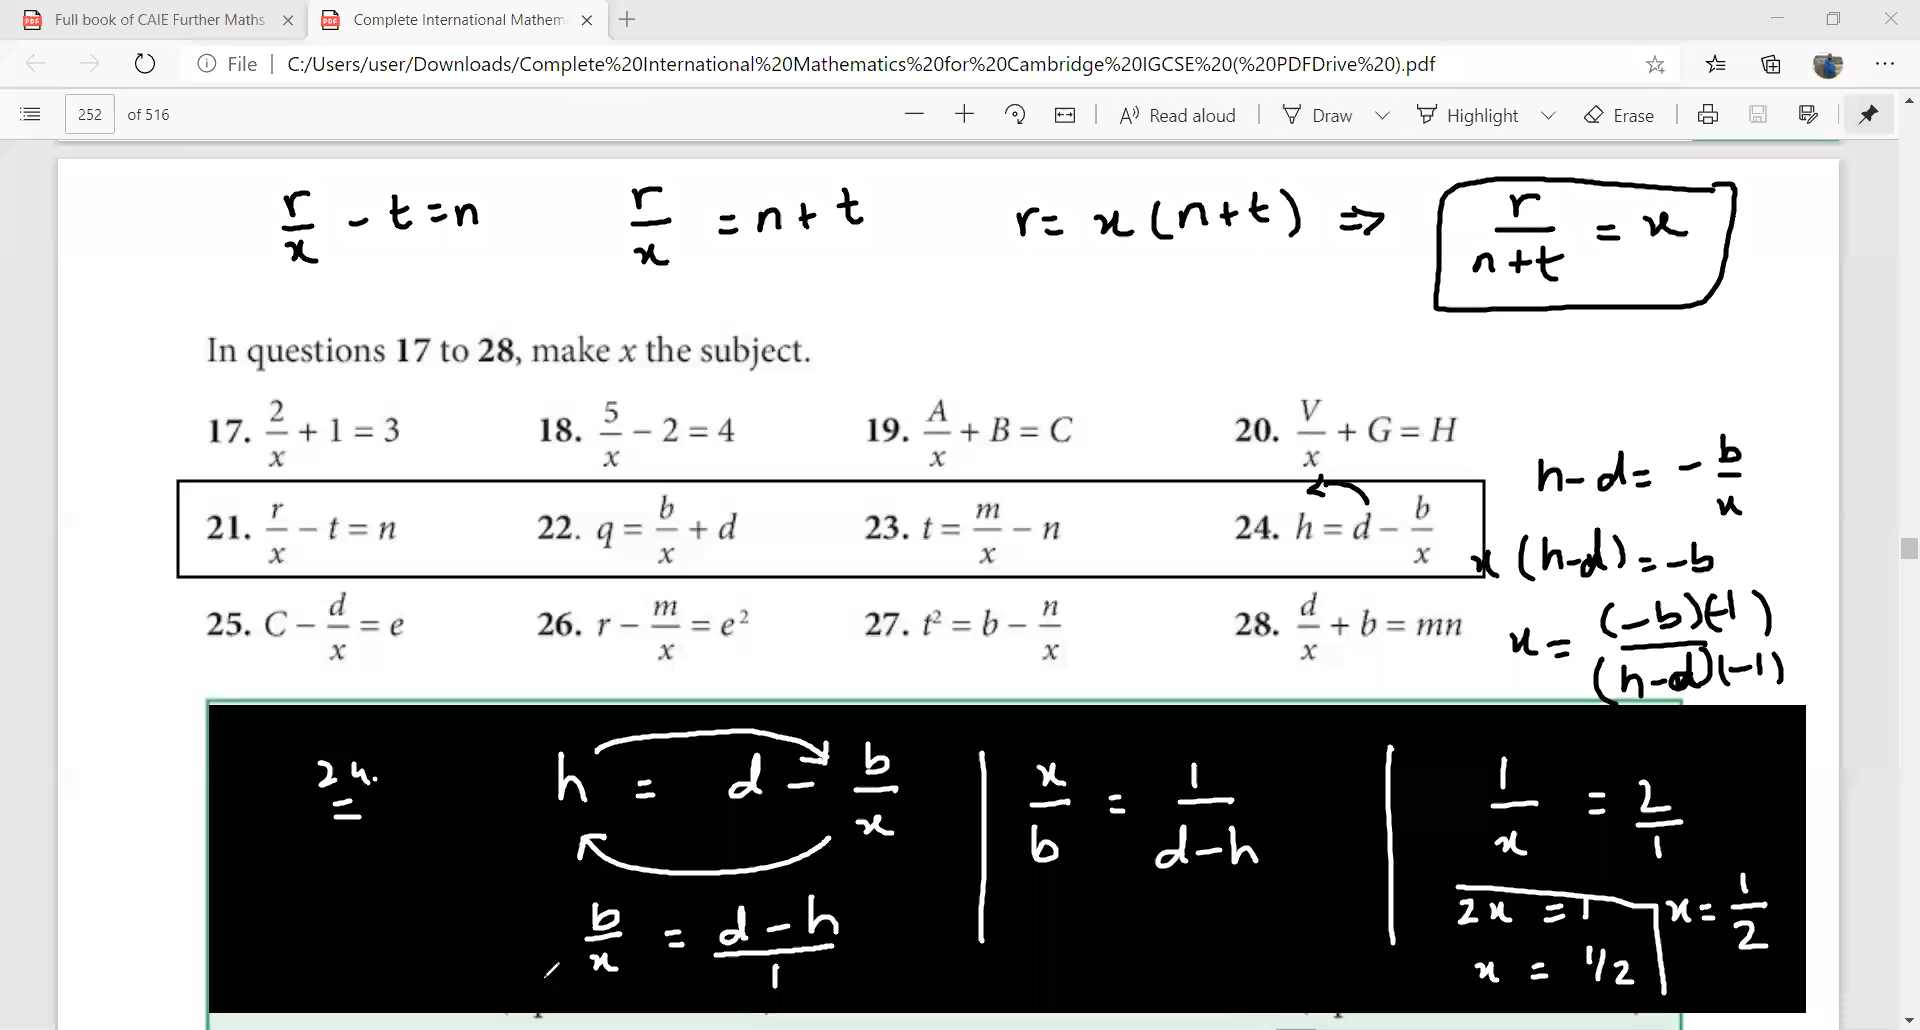 Full book of CAIE Further Maths
Complete International Mathem
File
C:/Users/user/Downloads/Complete%20International%20Mathematics%20for%20Cambridge%20IGCSE%20(%20PDFDrive%20).pdf
252 of 516
Read aloud
Draw
Highlight
Erase
r/x - t = n
r/x = n + t
r = x (n + t) ⇒
r/(n + t) = x
In questions 17 to 28, make x the subject.
17. 2/x + 1 = 3
18. 5/x − 2 = 4
19. A/x + B = C
20. V/x + G = H
21. r/x − t = n
22. q = b/x + d
23. t = m/x − n
24. h = d − b/x
25. C − d/x = e
26. r − m/x = e²
27. t² = b − n/x
28. d/x + b = mn
h - d = - b/x
x (h - d) = - b
x = (-b)(-1)/(h - d)(-1)
24.
h = d - b/x
b/x = d - h/1
x/b = 1/d - h
1/x = 2/1
2x = 1
x = 1/2
x = 1/2